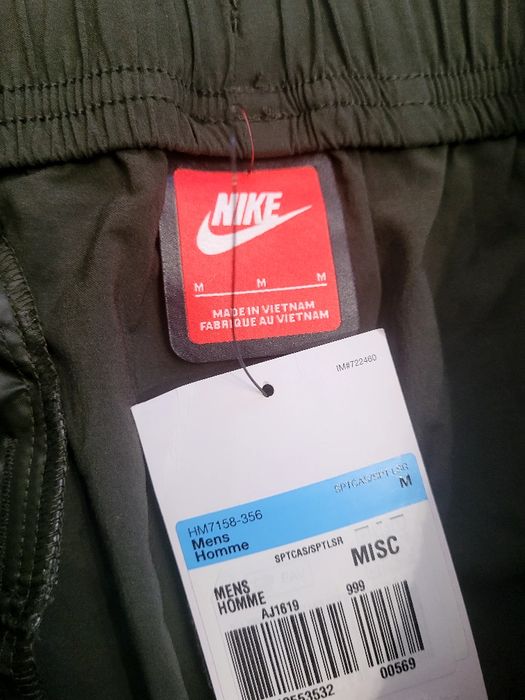 NIKE
M M M
MADE IN VIETNAM
FABRIQUE AU VIETNAM
IM#722460
SPTCAS/SPTLSR
M
HM7158-356
Mens
Homme
SPTCAS/SPTLSR
MISC
MENS
HOMME
AJ1619
999
00569